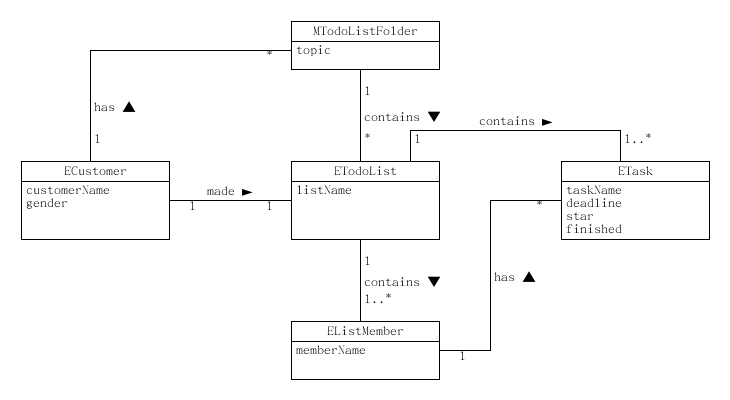 MTodoListFolder
* topic
1
has ▲
contains ▼
contains ►
1
*
1
1..*
ECustomer
ETodoList
ETask
customerName
gender
made ►
1
1
listName
*
taskName
deadline
star
finished
1
has ▲
contains ▼
1..*
EListMember
memberName
1